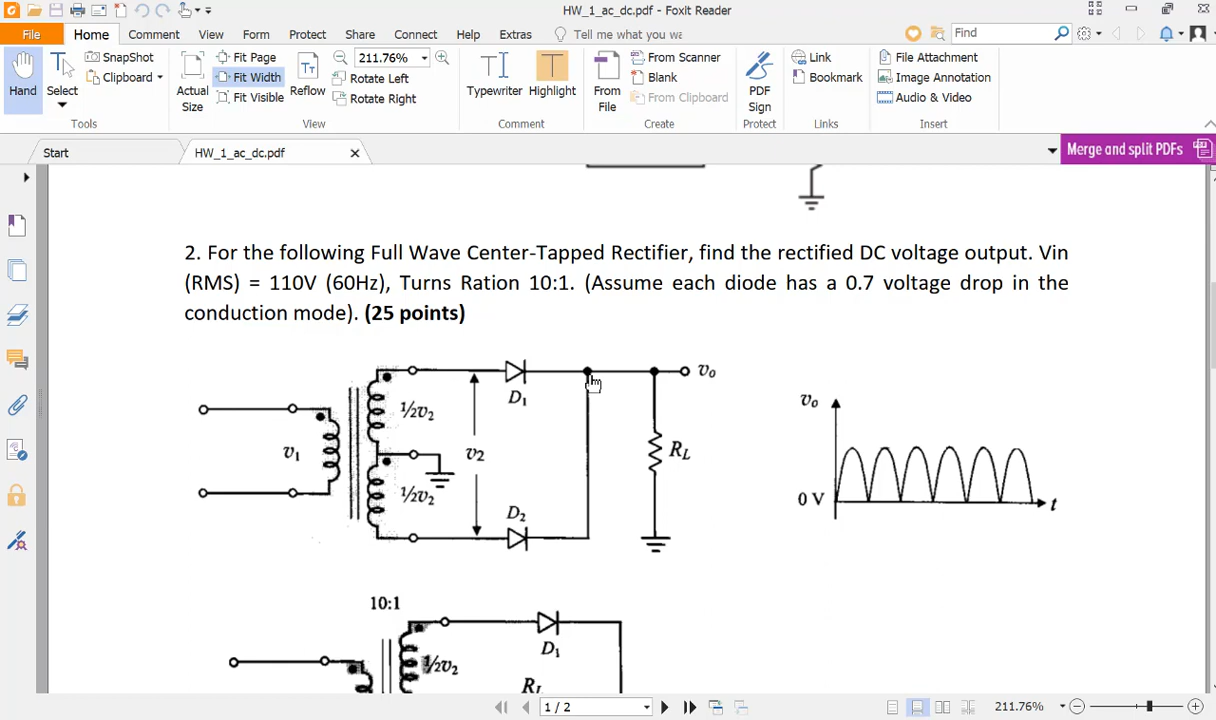 HW_1_ac_dc.pdf - Foxit Reader
File Home Comment View Form Protect Share Connect Help Extras Tell me what you wa Find
Hand
Select
SnapShot
Clipboard
Tools
Actual Size
Fit Page
Fit Width
Fit Visible
Reflow
211.76%
Rotate Left
Rotate Right
View
Typewriter
Highlight
Comment
From File
From Scanner
Blank
From Clipboard
Create
PDF Sign
Protect
Link
Bookmark
Links
File Attachment
Image Annotation
Audio & Video
Insert
Start
HW_1_ac_dc.pdf
Merge and split PDFs
2. For the following Full Wave Center-Tapped Rectifier, find the rectified DC voltage output. Vin
(RMS) = 110V (60Hz), Turns Ration 10:1. (Assume each diode has a 0.7 voltage drop in the
conduction mode). (25 points)
v1
½v2
½v2
v2
D1
D2
RL
vo
vo
0 V
t
10:1
½v2
D1
RL
1 / 2
211.76%